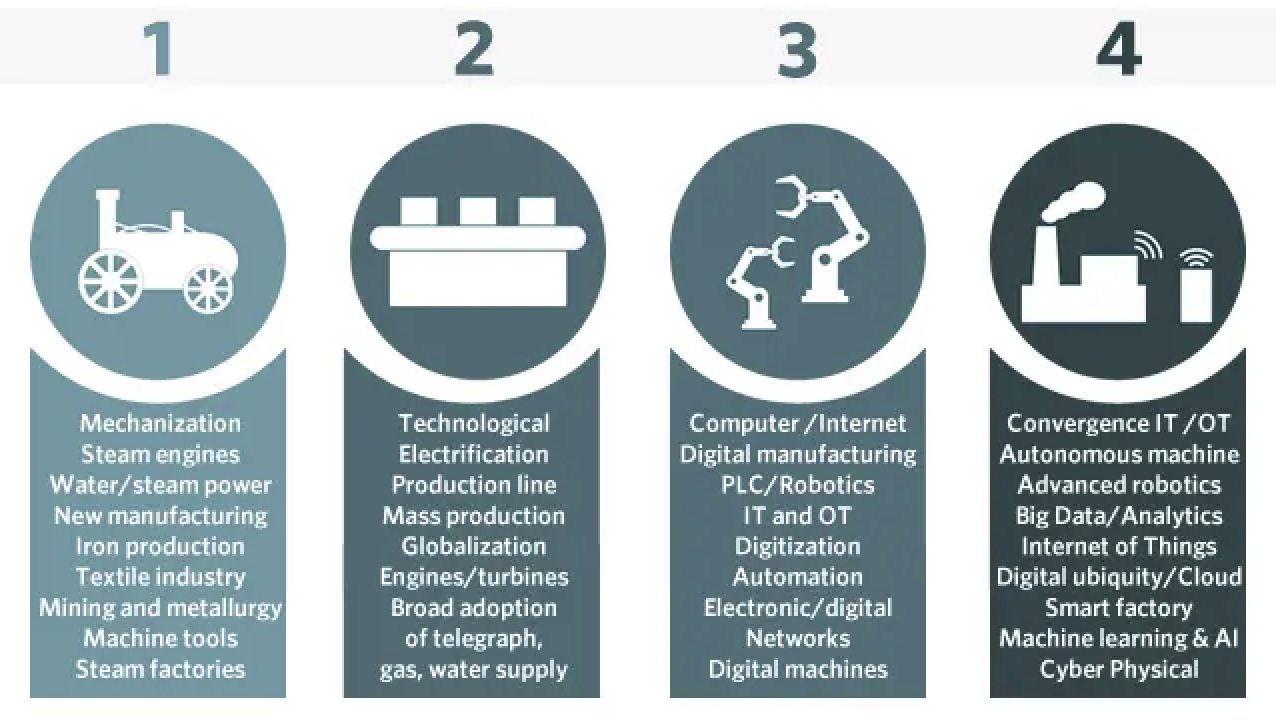 1
2
3
4
Mechanization
Steam engines
Water/steam power
New manufacturing
Iron production
Textile industry
Mining and metallurgy
Machine tools
Steam factories
Technological
Electrification
Production line
Mass production
Globalization
Engines/turbines
Broad adoption
of telegraph,
gas, water supply
Computer /Internet
Digital manufacturing
PLC/Robotics
IT and OT
Digitization
Automation
Electronic/digital
Networks
Digital machines
Convergence IT /OT
Autonomous machine
Advanced robotics
Big Data/Analytics
Internet of Things
Digital ubiquity/Cloud
Smart factory
Machine learning & AI
Cyber Physical